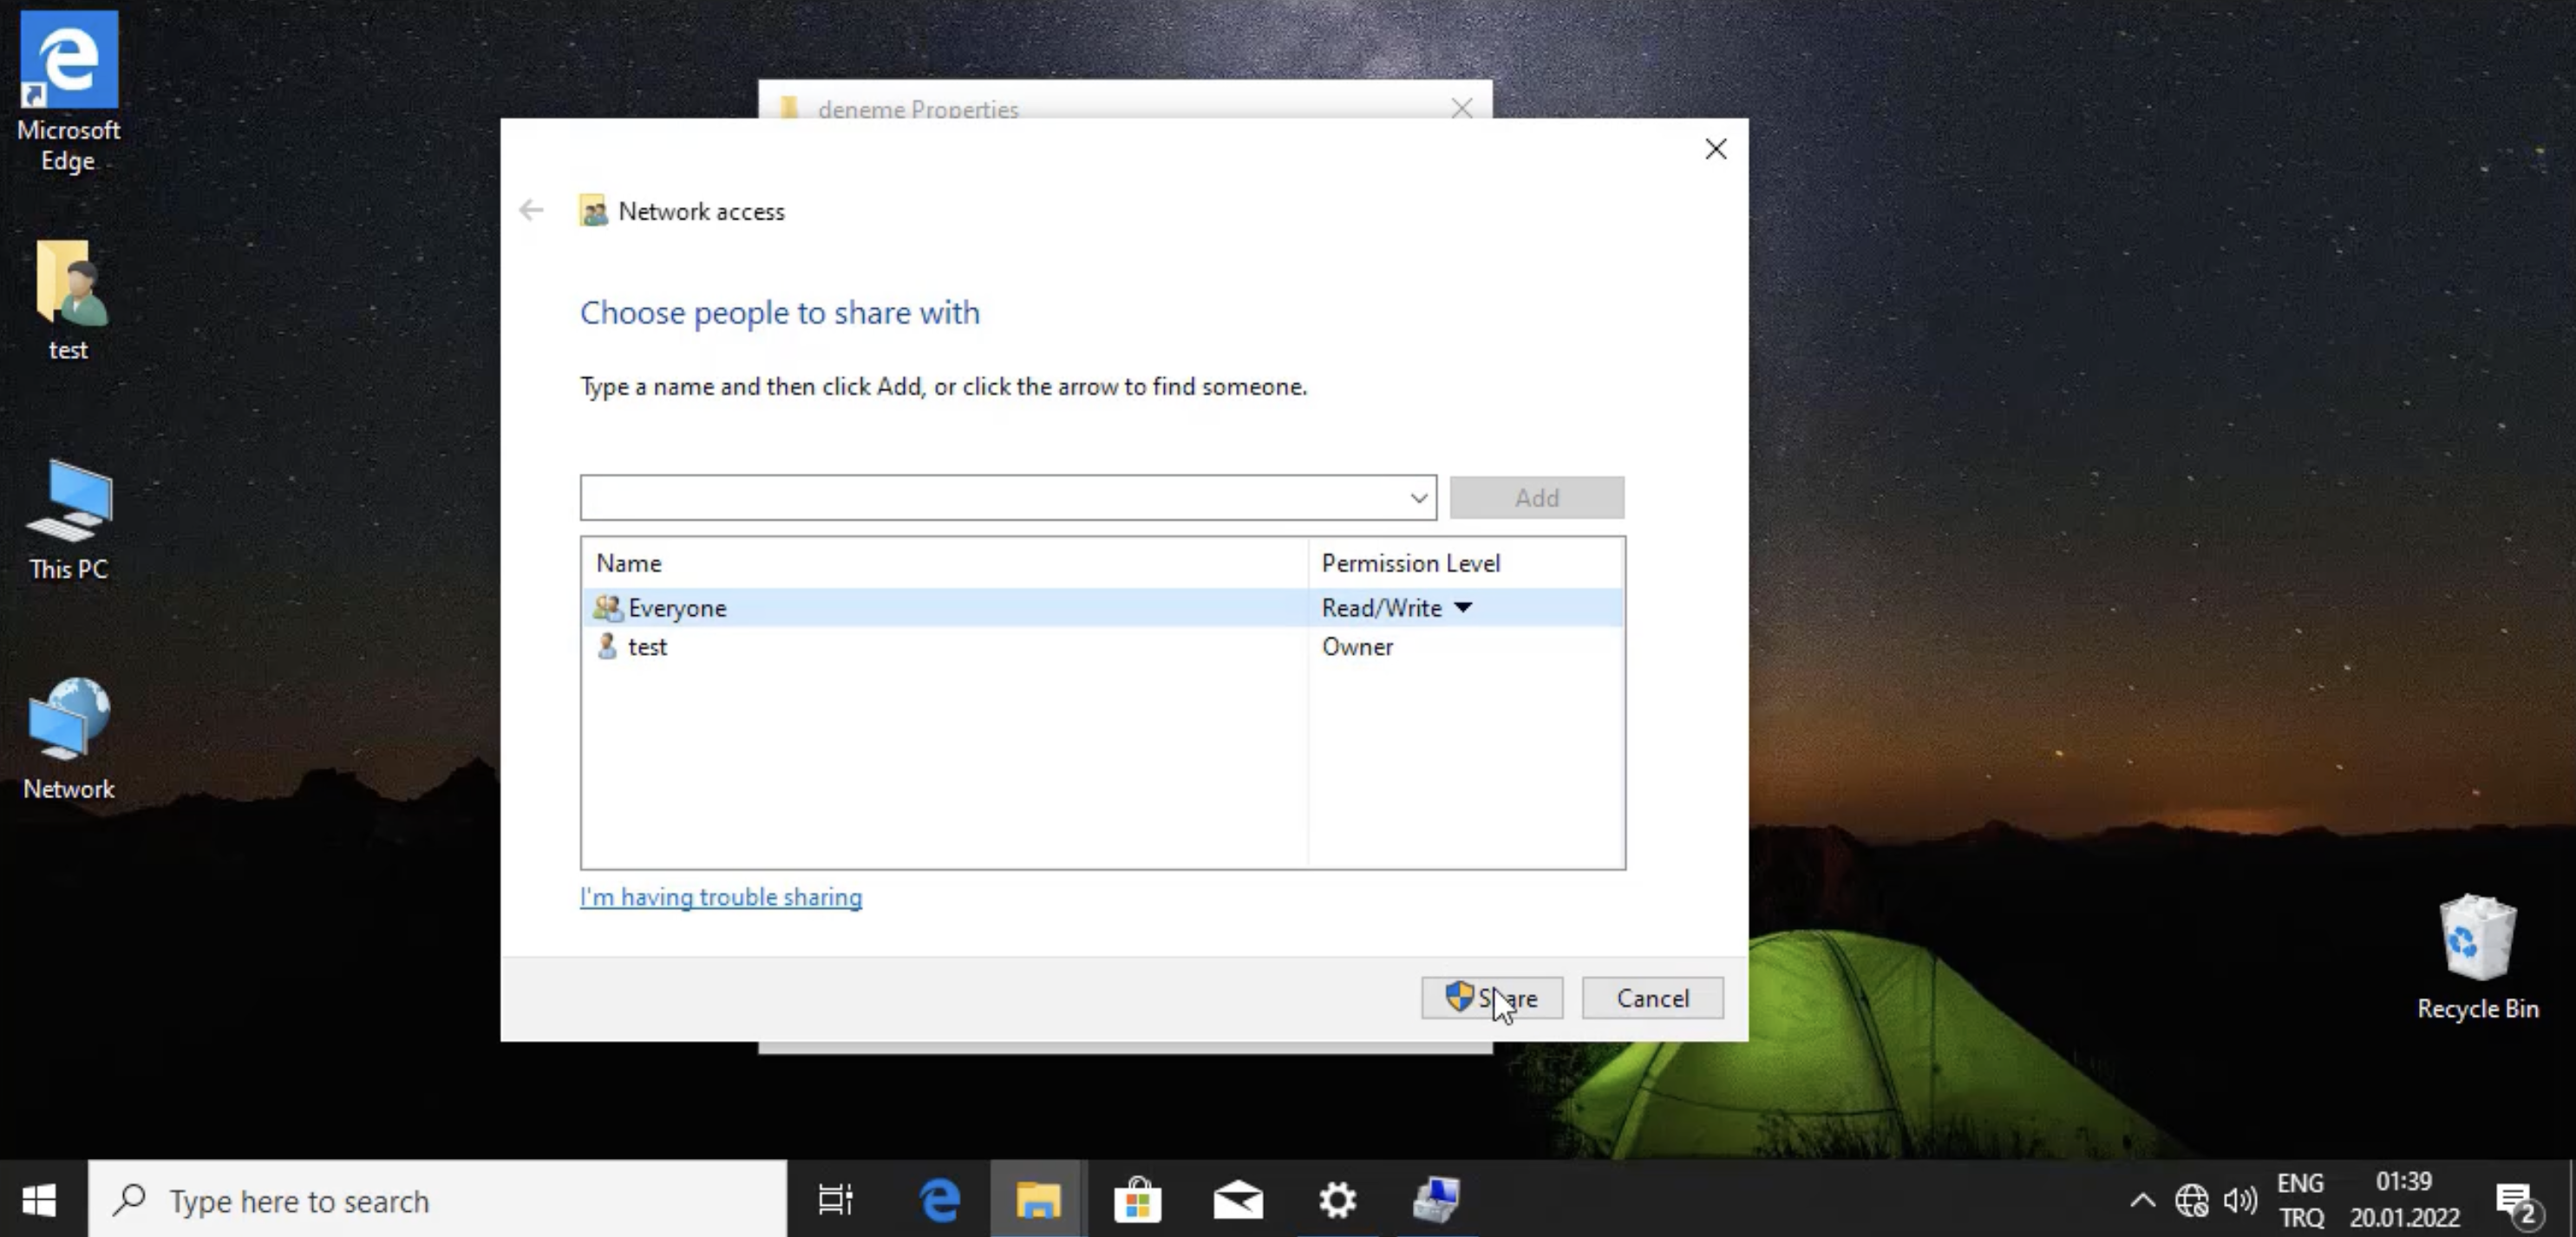 Microsoft
Edge
test
This PC
Network
deneme Properties
Network access
Choose people to share with
Type a name and then click Add, or click the arrow to find someone.
Add
Name Permission Level
Everyone Read/Write
test Owner
I'm having trouble sharing
Share Cancel
Recycle Bin
Type here to search
ENG 01:39
TRQ 20.01.2022
2